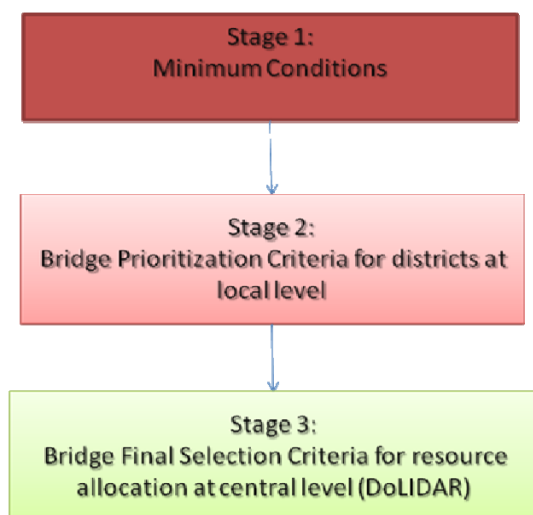 Stage 1:
Minimum Conditions
Stage 2:
Bridge Prioritization Criteria for districts at
local level
Stage 3:
Bridge Final Selection Criteria for resource
allocation at central level (DoLIDAR)